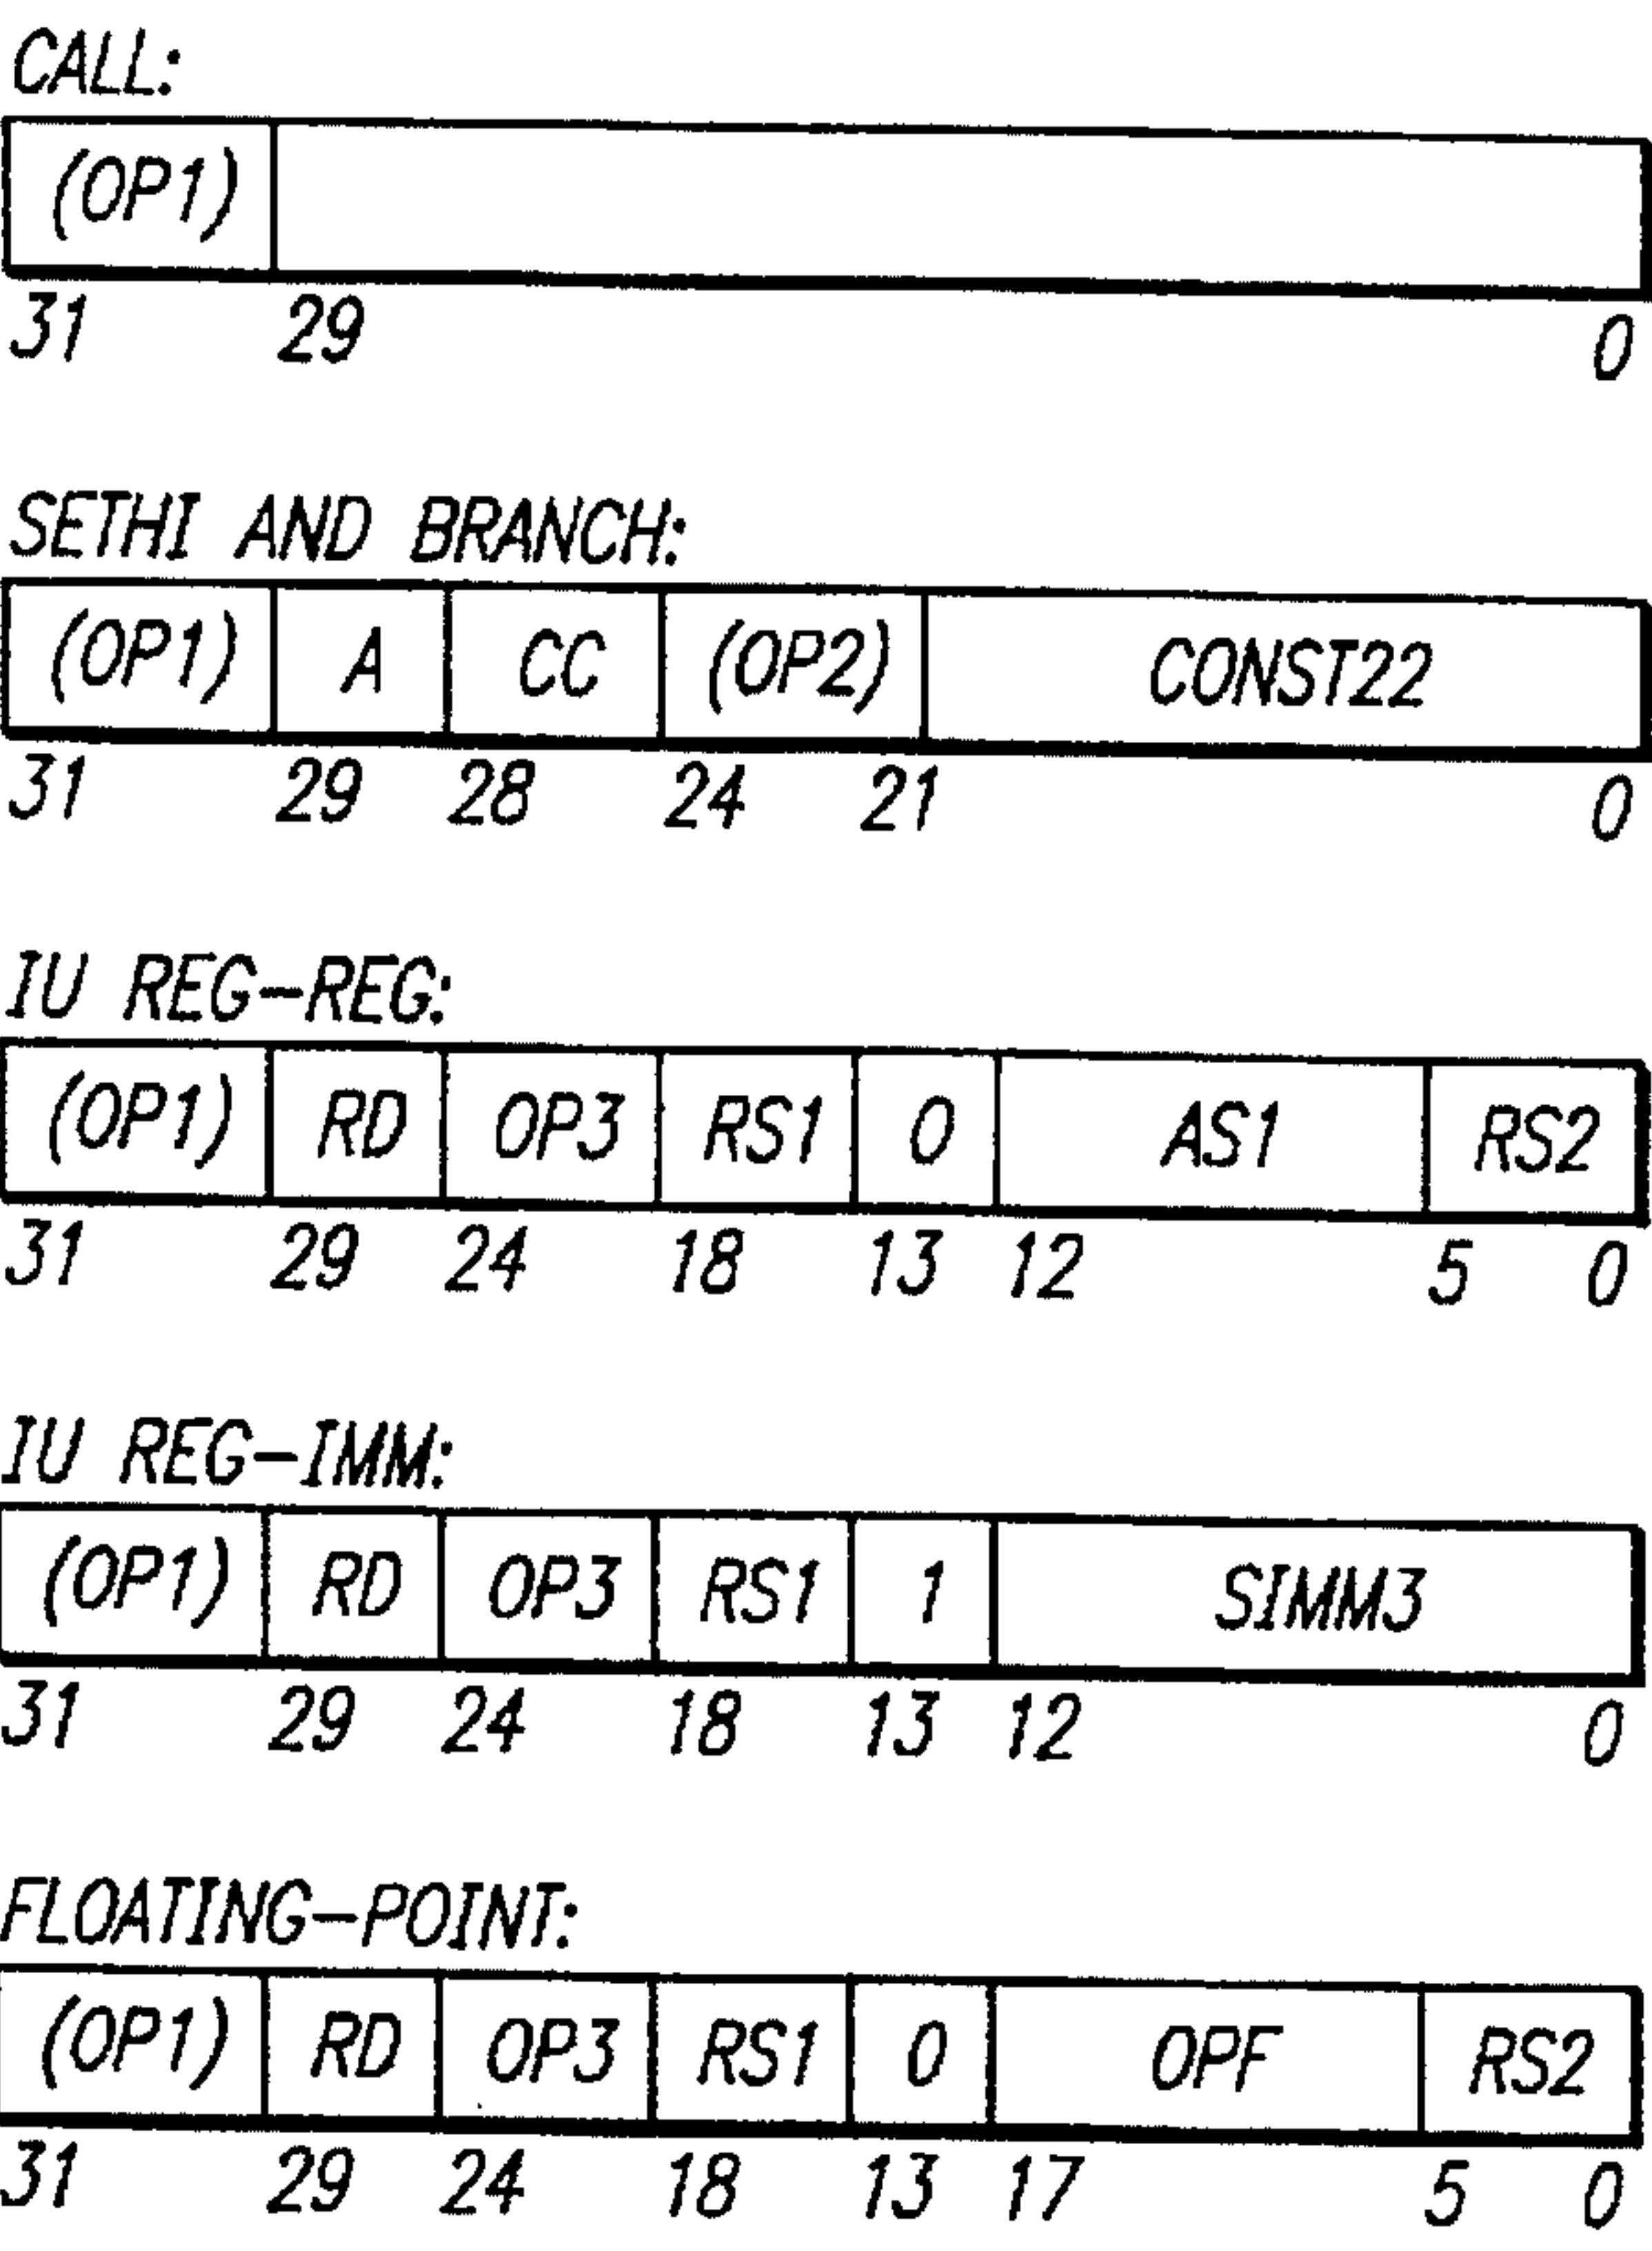 CALL:
(OP1)
31 29 0
SETHI AND BRANCH:
(OP1) A CC (OP2) CONST22
31 29 28 24 21 0
IU REG-REG:
(OP1) RD OP3 RS1 0 AS1 RS2
31 29 24 18 13 12 5 0
IU REG-IMM:
(OP1) RD OP3 RS1 1 SIMM3
31 29 24 18 13 12 0
FLOATING-POINT:
(OP1) RD OP3 RS1 0 OPF RS2
31 29 24 18 13 17 5 0